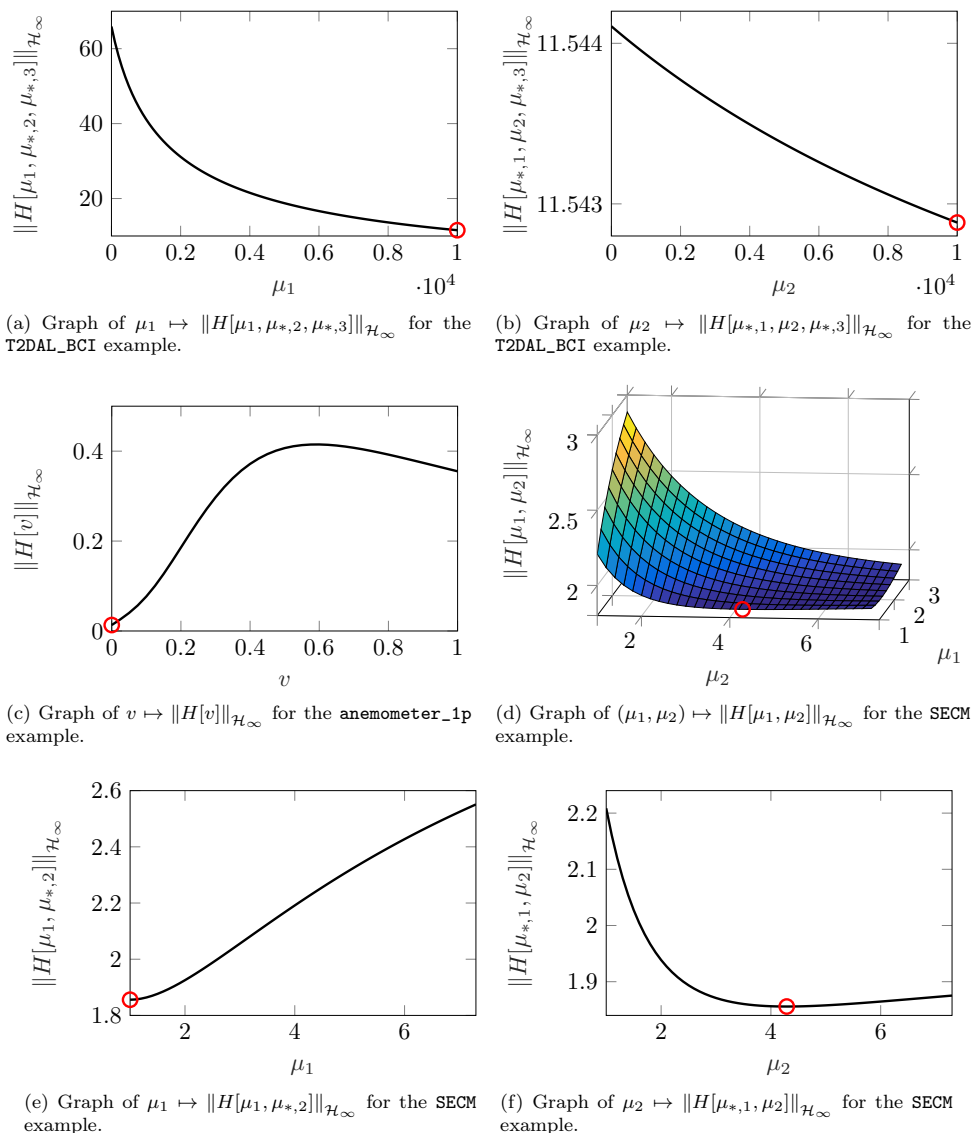 ‖H[μ₁, μ∗,₂, μ∗,₃]‖H∞
60
40
20
0 0.2 0.4 0.6 0.8 1
·10⁴
μ₁
(a) Graph of μ₁ ↦ ‖H[μ₁, μ∗,₂, μ∗,₃]‖H∞ for the
T2DAL_BCI example.
‖H[μ∗,₁, μ₂, μ∗,₃]‖H∞
11.544
11.543
0 0.2 0.4 0.6 0.8 1
·10⁴
μ₂
(b) Graph of μ₂ ↦ ‖H[μ∗,₁, μ₂, μ∗,₃]‖H∞ for the
T2DAL_BCI example.
‖H[v]‖H∞
0.4
0.2
0
0 0.2 0.4 0.6 0.8 1
v
(c) Graph of v ↦ ‖H[v]‖H∞ for the anemometer_1p
example.
‖H[μ₁, μ₂]‖H∞
3
2.5
2
2 4 6
μ₂
1 2 3
μ₁
(d) Graph of (μ₁, μ₂) ↦ ‖H[μ₁, μ₂]‖H∞ for the SECM
example.
‖H[μ₁, μ∗,₂]‖H∞
2.6
2.4
2.2
2
1.8
2 4 6
μ₁
(e) Graph of μ₁ ↦ ‖H[μ₁, μ∗,₂]‖H∞ for the SECM
example.
‖H[μ∗,₁, μ₂]‖H∞
2.2
2.1
2
1.9
2 4 6
μ₂
(f) Graph of μ₂ ↦ ‖H[μ∗,₁, μ₂]‖H∞ for the SECM
example.